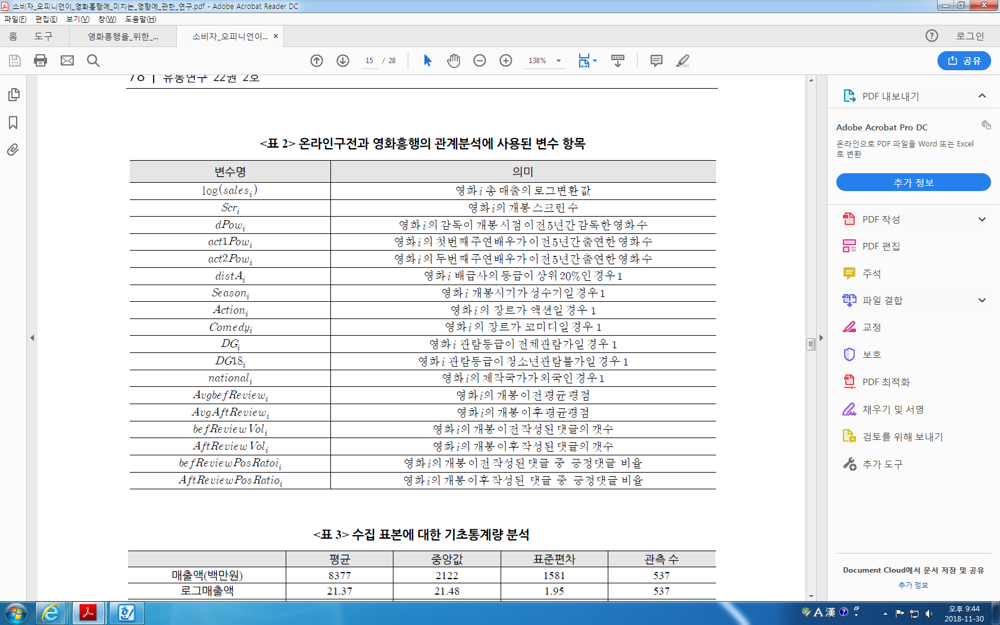 소비자_오피니언이_영화흥행에_미치는_영향에_관한_연구.pdf - Adobe Acrobat Reader DC
파일(F) 편집(E) 보기(V) 창(W) 도움말(H)
홈 도구 영화흥행을_위한_... 소비자_오피니언이... × 로그인
15 / 28 138% 공유
78 | 유통연구 22권 2호
<표 2> 온라인구전과 영화흥행의 관계분석에 사용된 변수 항목
변수명 의미
log(sales_i) 영화 i 총 매출의 로그변환 값
Scr_i 영화 i의 개봉 스크린 수
dPow_i 영화 i의 감독이 개봉 시점 이전 5년간 감독한 영화 수
act1Pow_i 영화 i의 첫번째 주연배우가 이전 5년간 출연한 영화 수
act2Pow_i 영화 i의 두번째 주연배우가 이전 5년간 출연한 영화 수
distA_i 영화 i 배급사의 등급이 상위 20%인 경우 1
Season_i 영화 i 개봉시기가 성수기일 경우 1
Action_i 영화 i의 장르가 액션일 경우 1
Comedy_i 영화 i의 장르가 코미디일 경우 1
DG_i 영화 i 관람등급이 전체관람가일 경우 1
DG18_i 영화 i 관람등급이 청소년관람불가일 경우 1
national_i 영화 i의 제작국가가 외국인 경우 1
AvgbefReview_i 영화 i의 개봉 이전 평균 평점
AvgAftReview_i 영화 i의 개봉 이후 평균 평점
befReview Vol_i 영화 i의 개봉 이전 작성된 댓글의 갯수
AftReview Vol_i 영화 i의 개봉 이후 작성된 댓글의 갯수
befReviewPosRatoi_i 영화 i의 개봉 이전 작성된 댓글 중 긍정댓글 비율
AftReviewPosRatio_i 영화 i의 개봉 이후 작성된 댓글 중 긍정댓글 비율
<표 3> 수집 표본에 대한 기초통계량 분석
평균 중앙값 표준편차 관측 수
매출액(백만원) 8377 2122 1581 537
로그매출액 21.37 21.48 1.95 537
PDF 내보내기
Adobe Acrobat Pro DC
온라인으로 PDF 파일을 Word 또는 Excel
로 변환
추가 정보
PDF 작성
PDF 편집
주석
파일 결합
교정
보호
PDF 최적화
채우기 및 서명
검토를 위해 보내기
추가 도구
Document Cloud에서 문서 저장 및 공유
추가 정보
A 漢
오후 9:44
2018-11-30